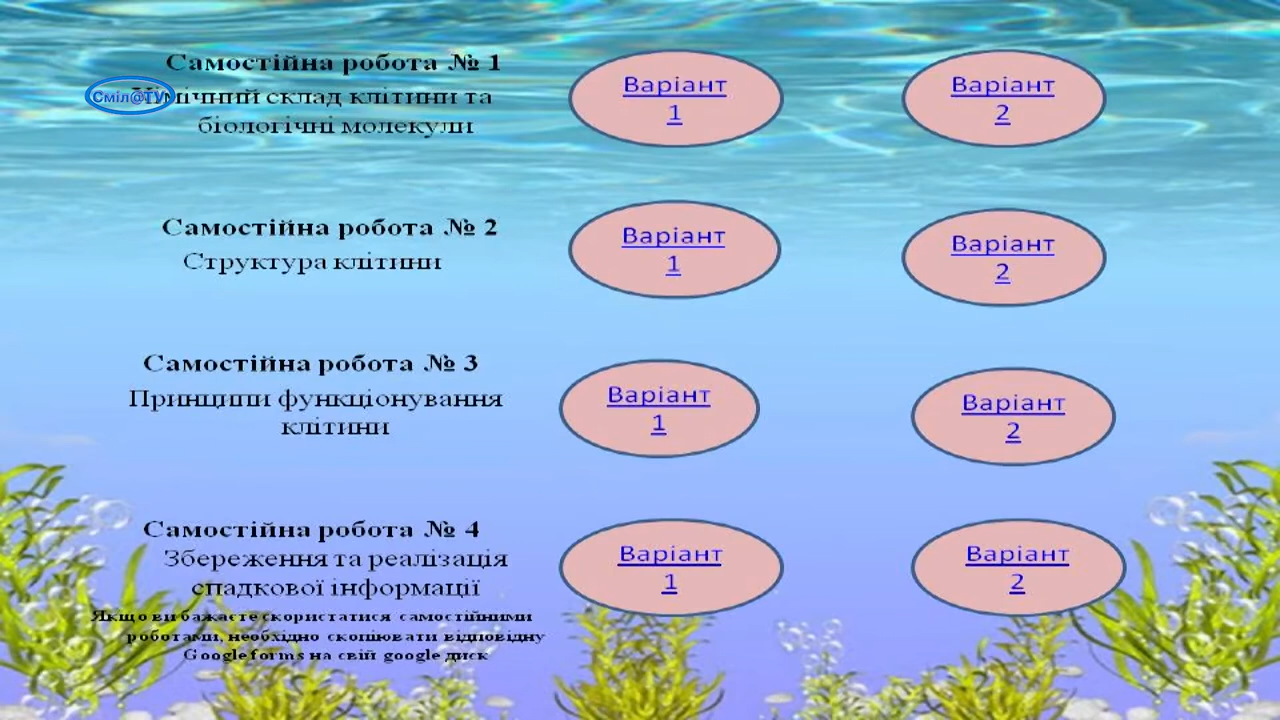 Самостійна робота № 1
Сміл@TV
Хімічний склад клітини та
біологічні молекули
Варіант
1
Варіант
2
Самостійна робота № 2
Структура клітини
Варіант
1
Варіант
2
Самостійна робота № 3
Принципи функціонування
клітини
Варіант
1
Варіант
2
Самостійна робота № 4
Збереження та реалізація
спадкової інформації
Варіант
1
Варіант
2
Якщо ви бажаєте скористатися самостійними
роботами, необхідно скопіювати відповідну
Google forms на свій google диск